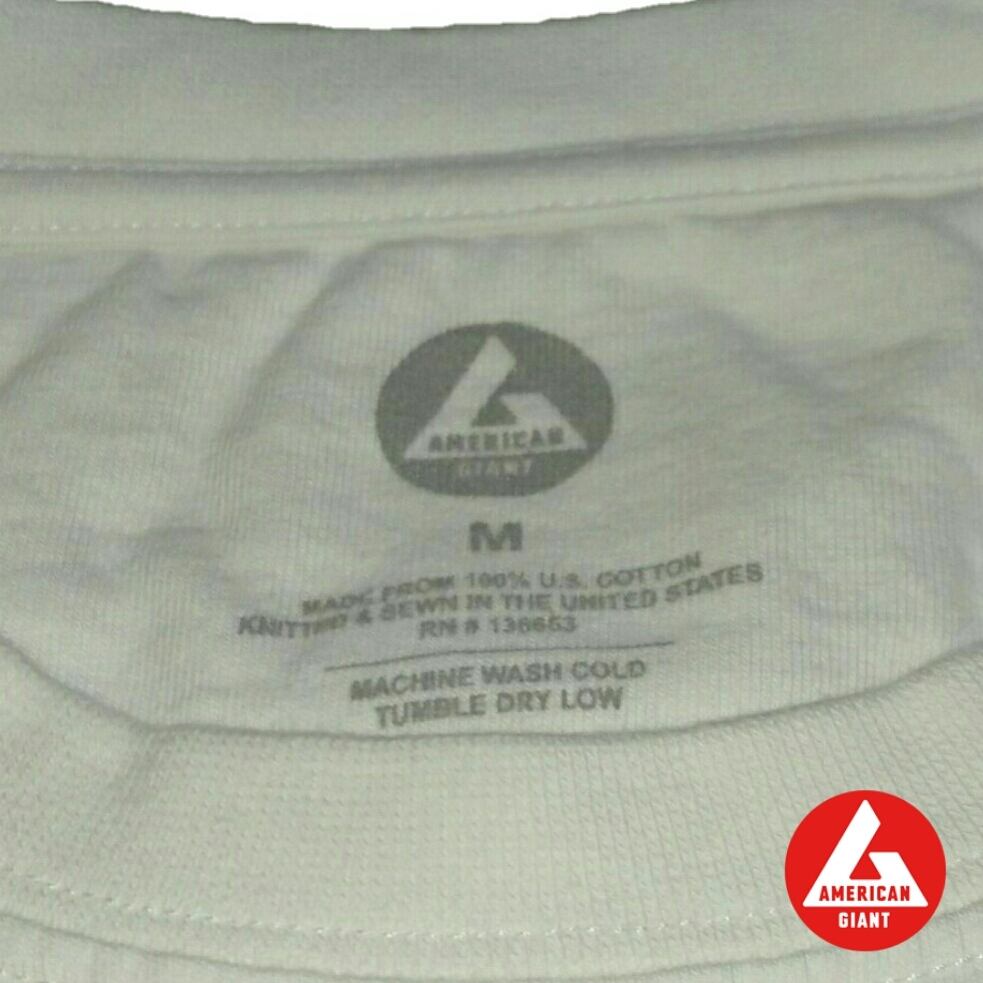 AMERICAN
GIANT
M
MADE FROM 100% U.S. COTTON
KNITTED & SEWN IN THE UNITED STATES
RN # 136653
MACHINE WASH COLD
TUMBLE DRY LOW
AMERICAN
GIANT